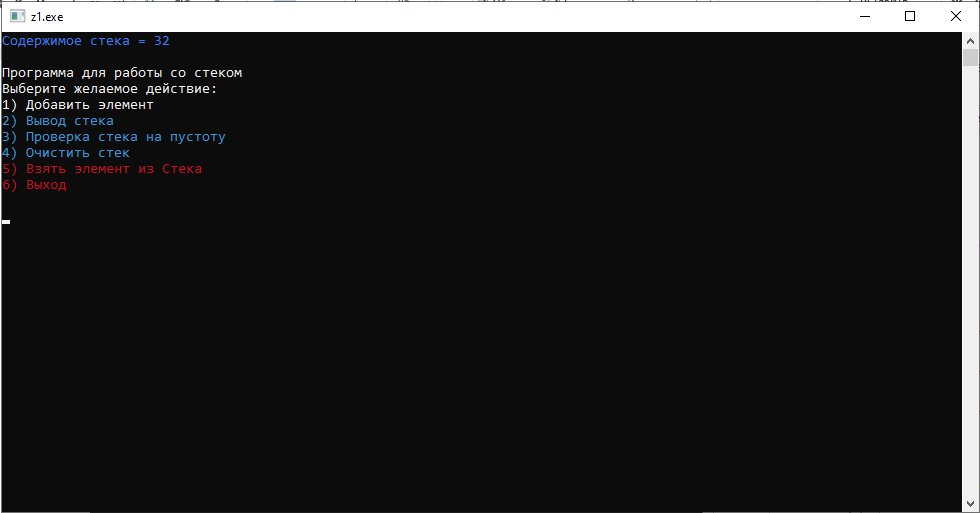 z1.exe
Содержимое стека = 32
Программа для работы со стеком
Выберите желаемое действие:
1) Добавить элемент
2) Вывод стека
3) Проверка стека на пустоту
4) Очистить стек
5) Взять элемент из Стека
6) Выход